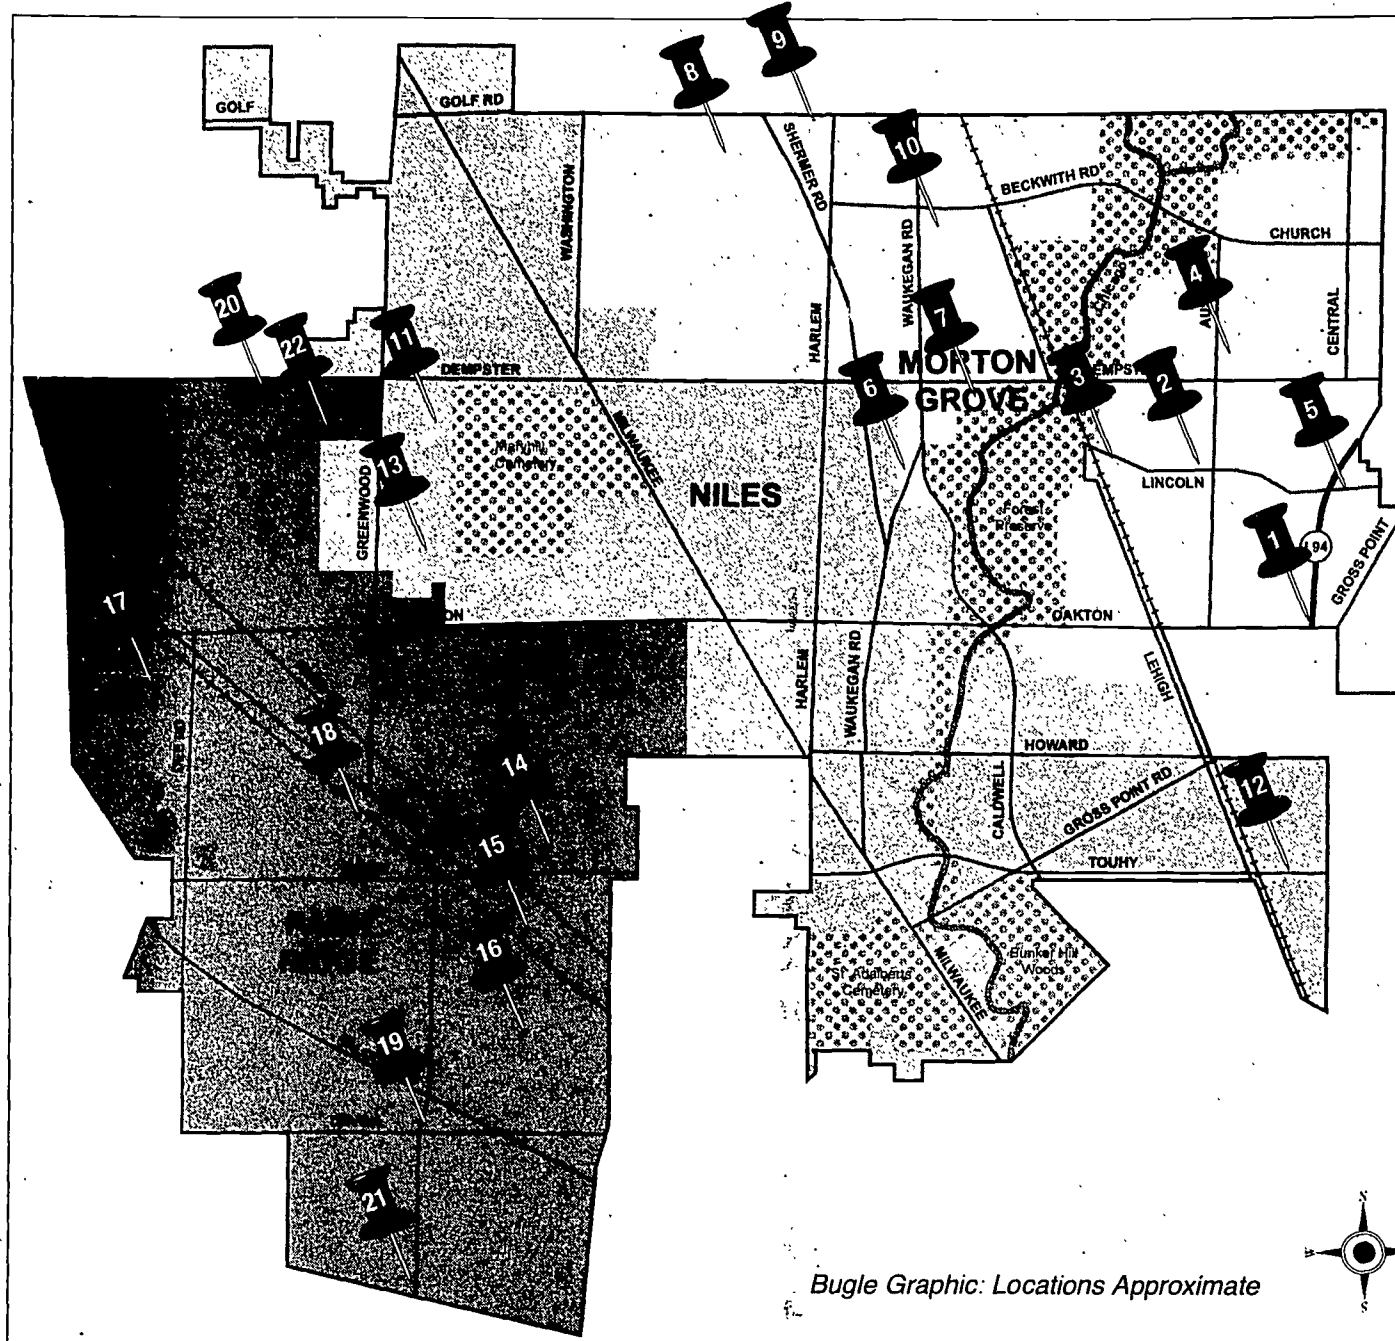 9
8
GOLF
GOLF RD
10
SHERMER RD
BECKWITH RD
WASHINGTON
WAUKEGAN RD
CHURCH
4
20
7
22
11
HARLEM
CENTRAL
DEMPSTER
MORTON
GROVE
6
3
2
5
13
MILWAUKEE
Maryhill
Cemetery
GREENWOOD
NILES
LINCOLN
Forest
Preserve
1
94
GROSS POINT
17
OAKTON
HARLEM
WAUKEGAN RD
LEHIGH
18
14
HOWARD
CALDWELL
GROSS POINT RD
12
15
TOUHY
16
St. Adalberts
Cemetery
MILWAUKEE
Bunker Hill
Woods
19
21
S
S
Bugle Graphic: Locations Approximate